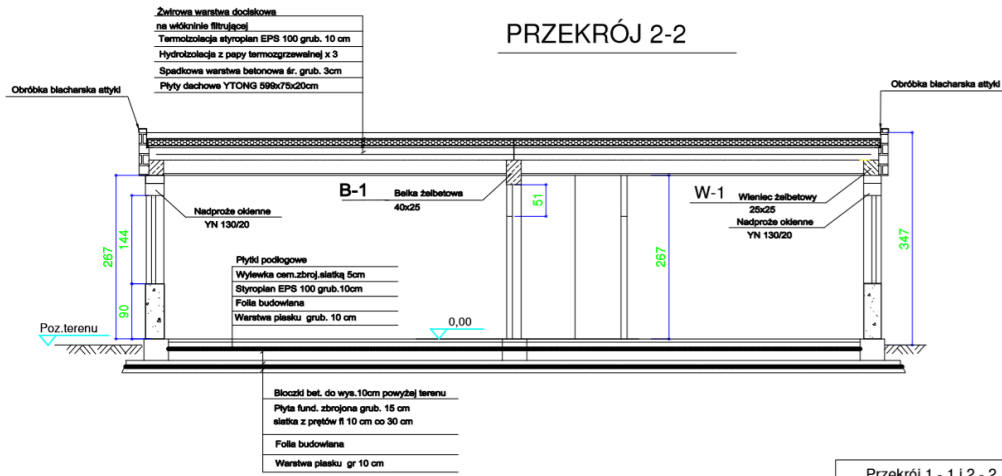 PRZEKRÓJ 2-2
Żwirowa warstwa dociskowa
na włókninie filtrującej
Termoizolacja styropian EPS 100 grub. 10 cm
Hydroizolacja z papy termozgrzewalnej x 3
Spadkowa warstwa betonowa śr. grub. 3cm
Płyty dachowe YTONG 599x75x20cm
Obróbka blacharska attyki
Obróbka blacharska attyki
B-1
Belka żelbetowa
40x25
51
W-1
Wieniec żelbetowy
25x25
Nadproże okienne
YN 130/20
Nadproże okienne
YN 130/20
267
144
90
267
347
Płytki podłogowe
Wylewka cem.zbroj.siatką 5cm
Styropian EPS 100 grub.10cm
Folia budowlana
Warstwa piasku grub. 10 cm
Poz.terenu
0,00
Bloczki bet. do wys.10cm powyżej terenu
Płyta fund. zbrojona grub. 15 cm
siatka z prętów fi 10 cm co 30 cm
Folia budowlana
Warstwa piasku gr 10 cm
Przekrój 1 - 1 i 2 - 2